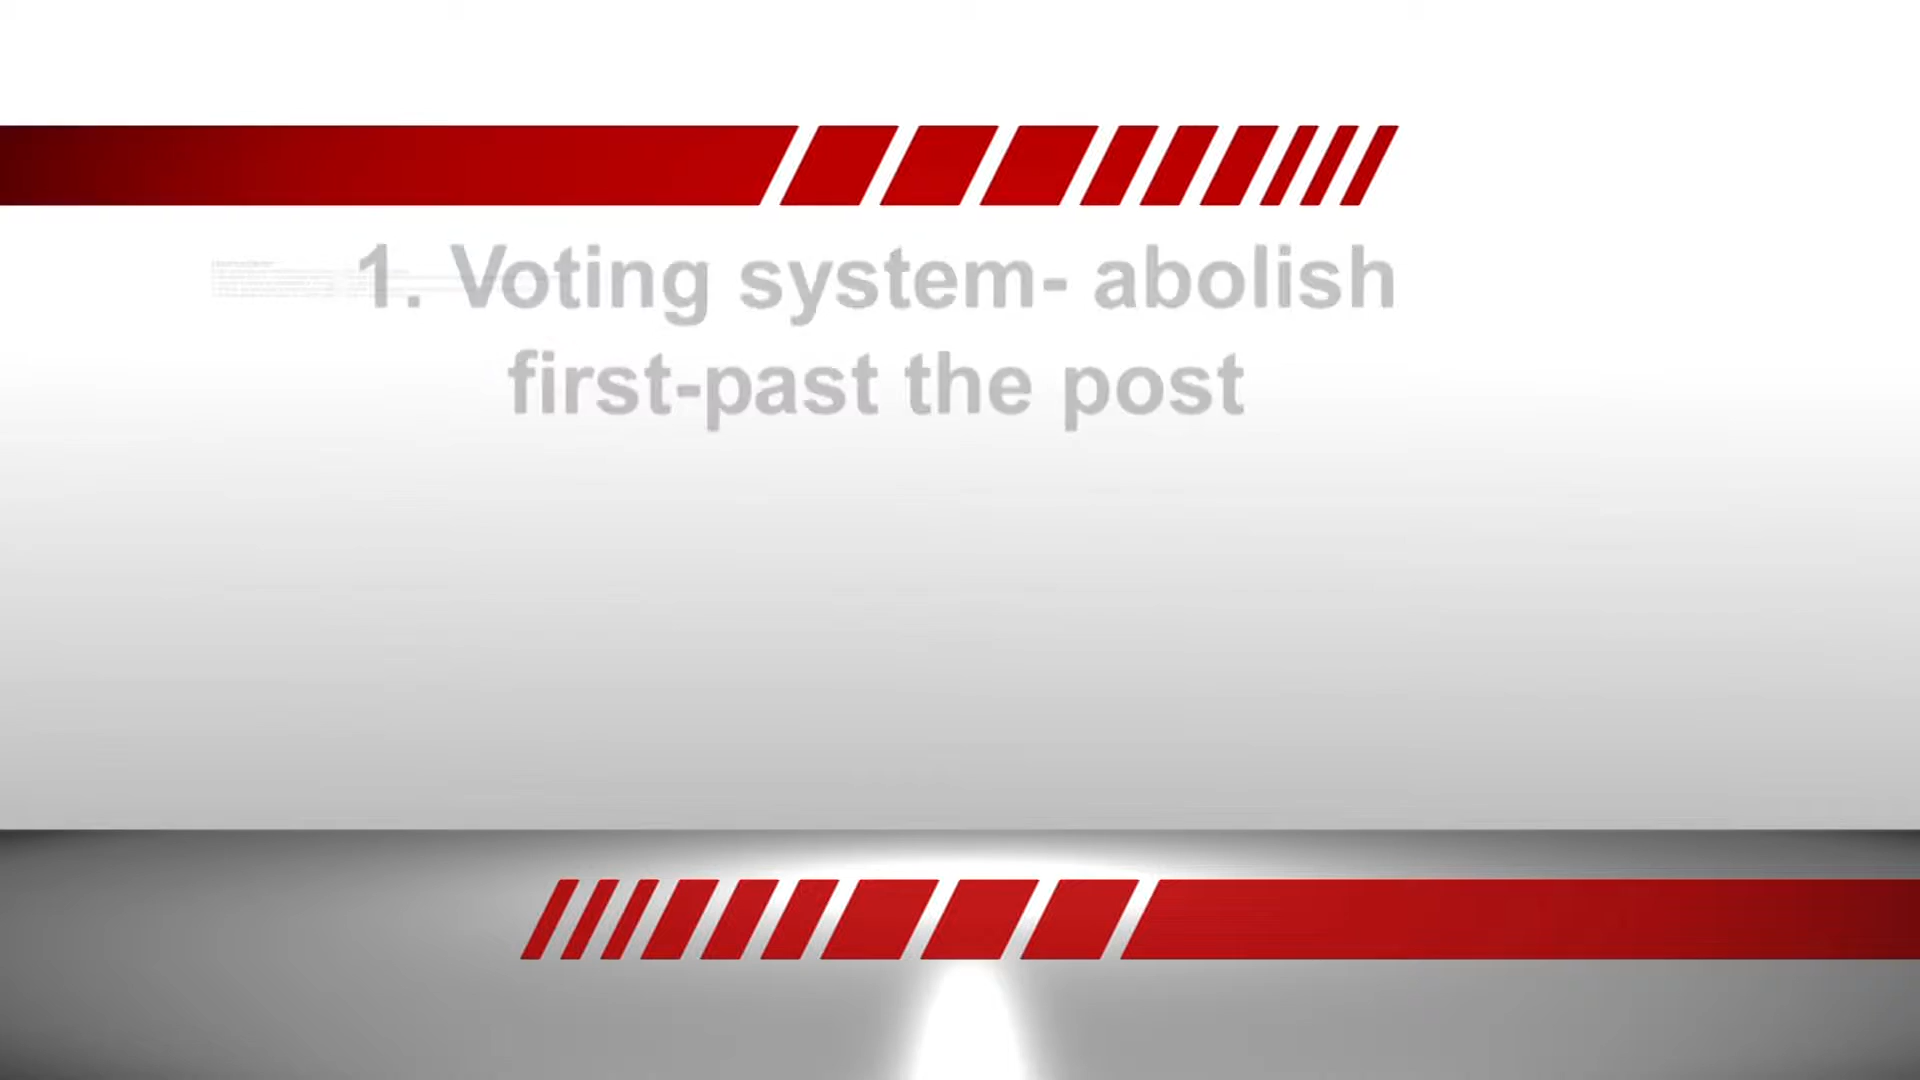 1. Voting system- abolish
first-past the post